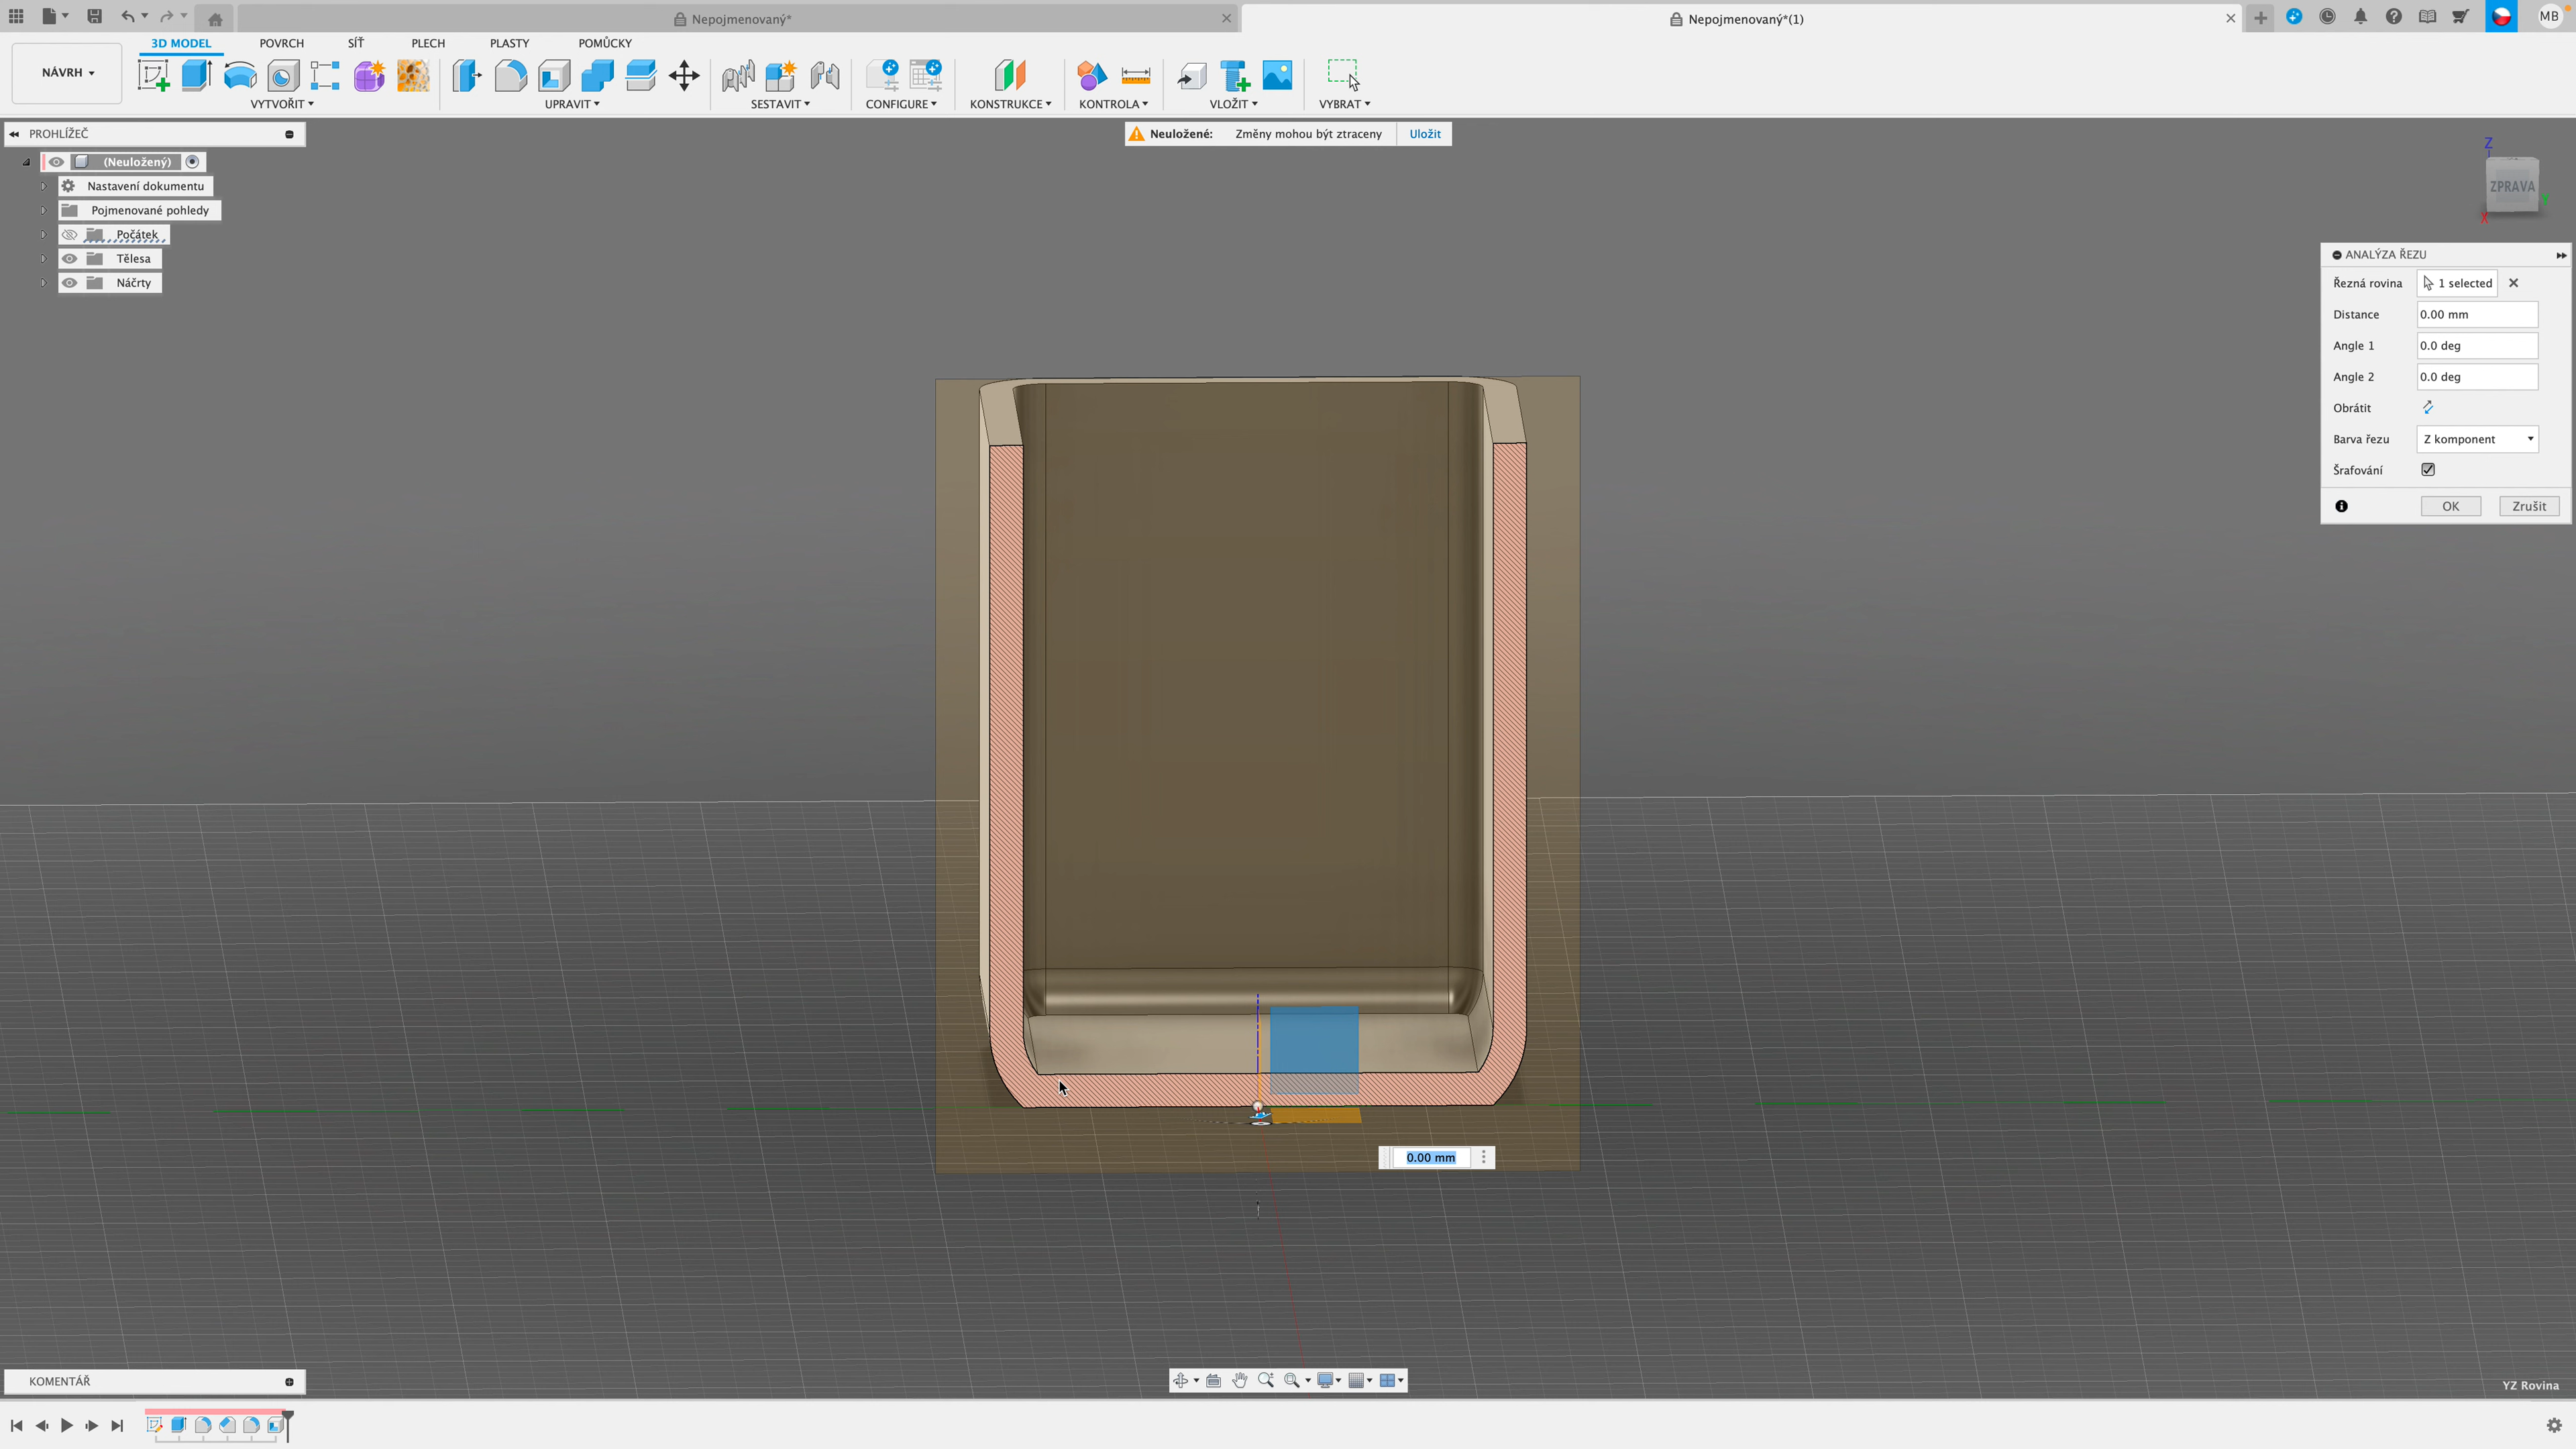 Nepojmenovaný*
Nepojmenovaný*(1)
MB
3D MODEL
POVRCH
SÍŤ
PLECH
PLASTY
POMŮCKY
NÁVRH
VYTVOŘIT
UPRAVIT
SESTAVIT
CONFIGURE
KONSTRUKCE
KONTROLA
VLOŽIT
VYBRAT
PROHLÍŽEČ
Neuložené: Změny mohou být ztraceny Uložit
(Neuložený)
Nastavení dokumentu
Pojmenované pohledy
Počátek
Tělesa
Náčrty
Z
ZPRAVA
X
ANALÝZA ŘEZU
Řezná rovina 1 selected
Distance 0.00 mm
Angle 1 0.0 deg
Angle 2 0.0 deg
Obrátit
Barva řezu Z komponent
Šrafování
OK Zrušit
0.00 mm
KOMENTÁŘ
YZ Rovina